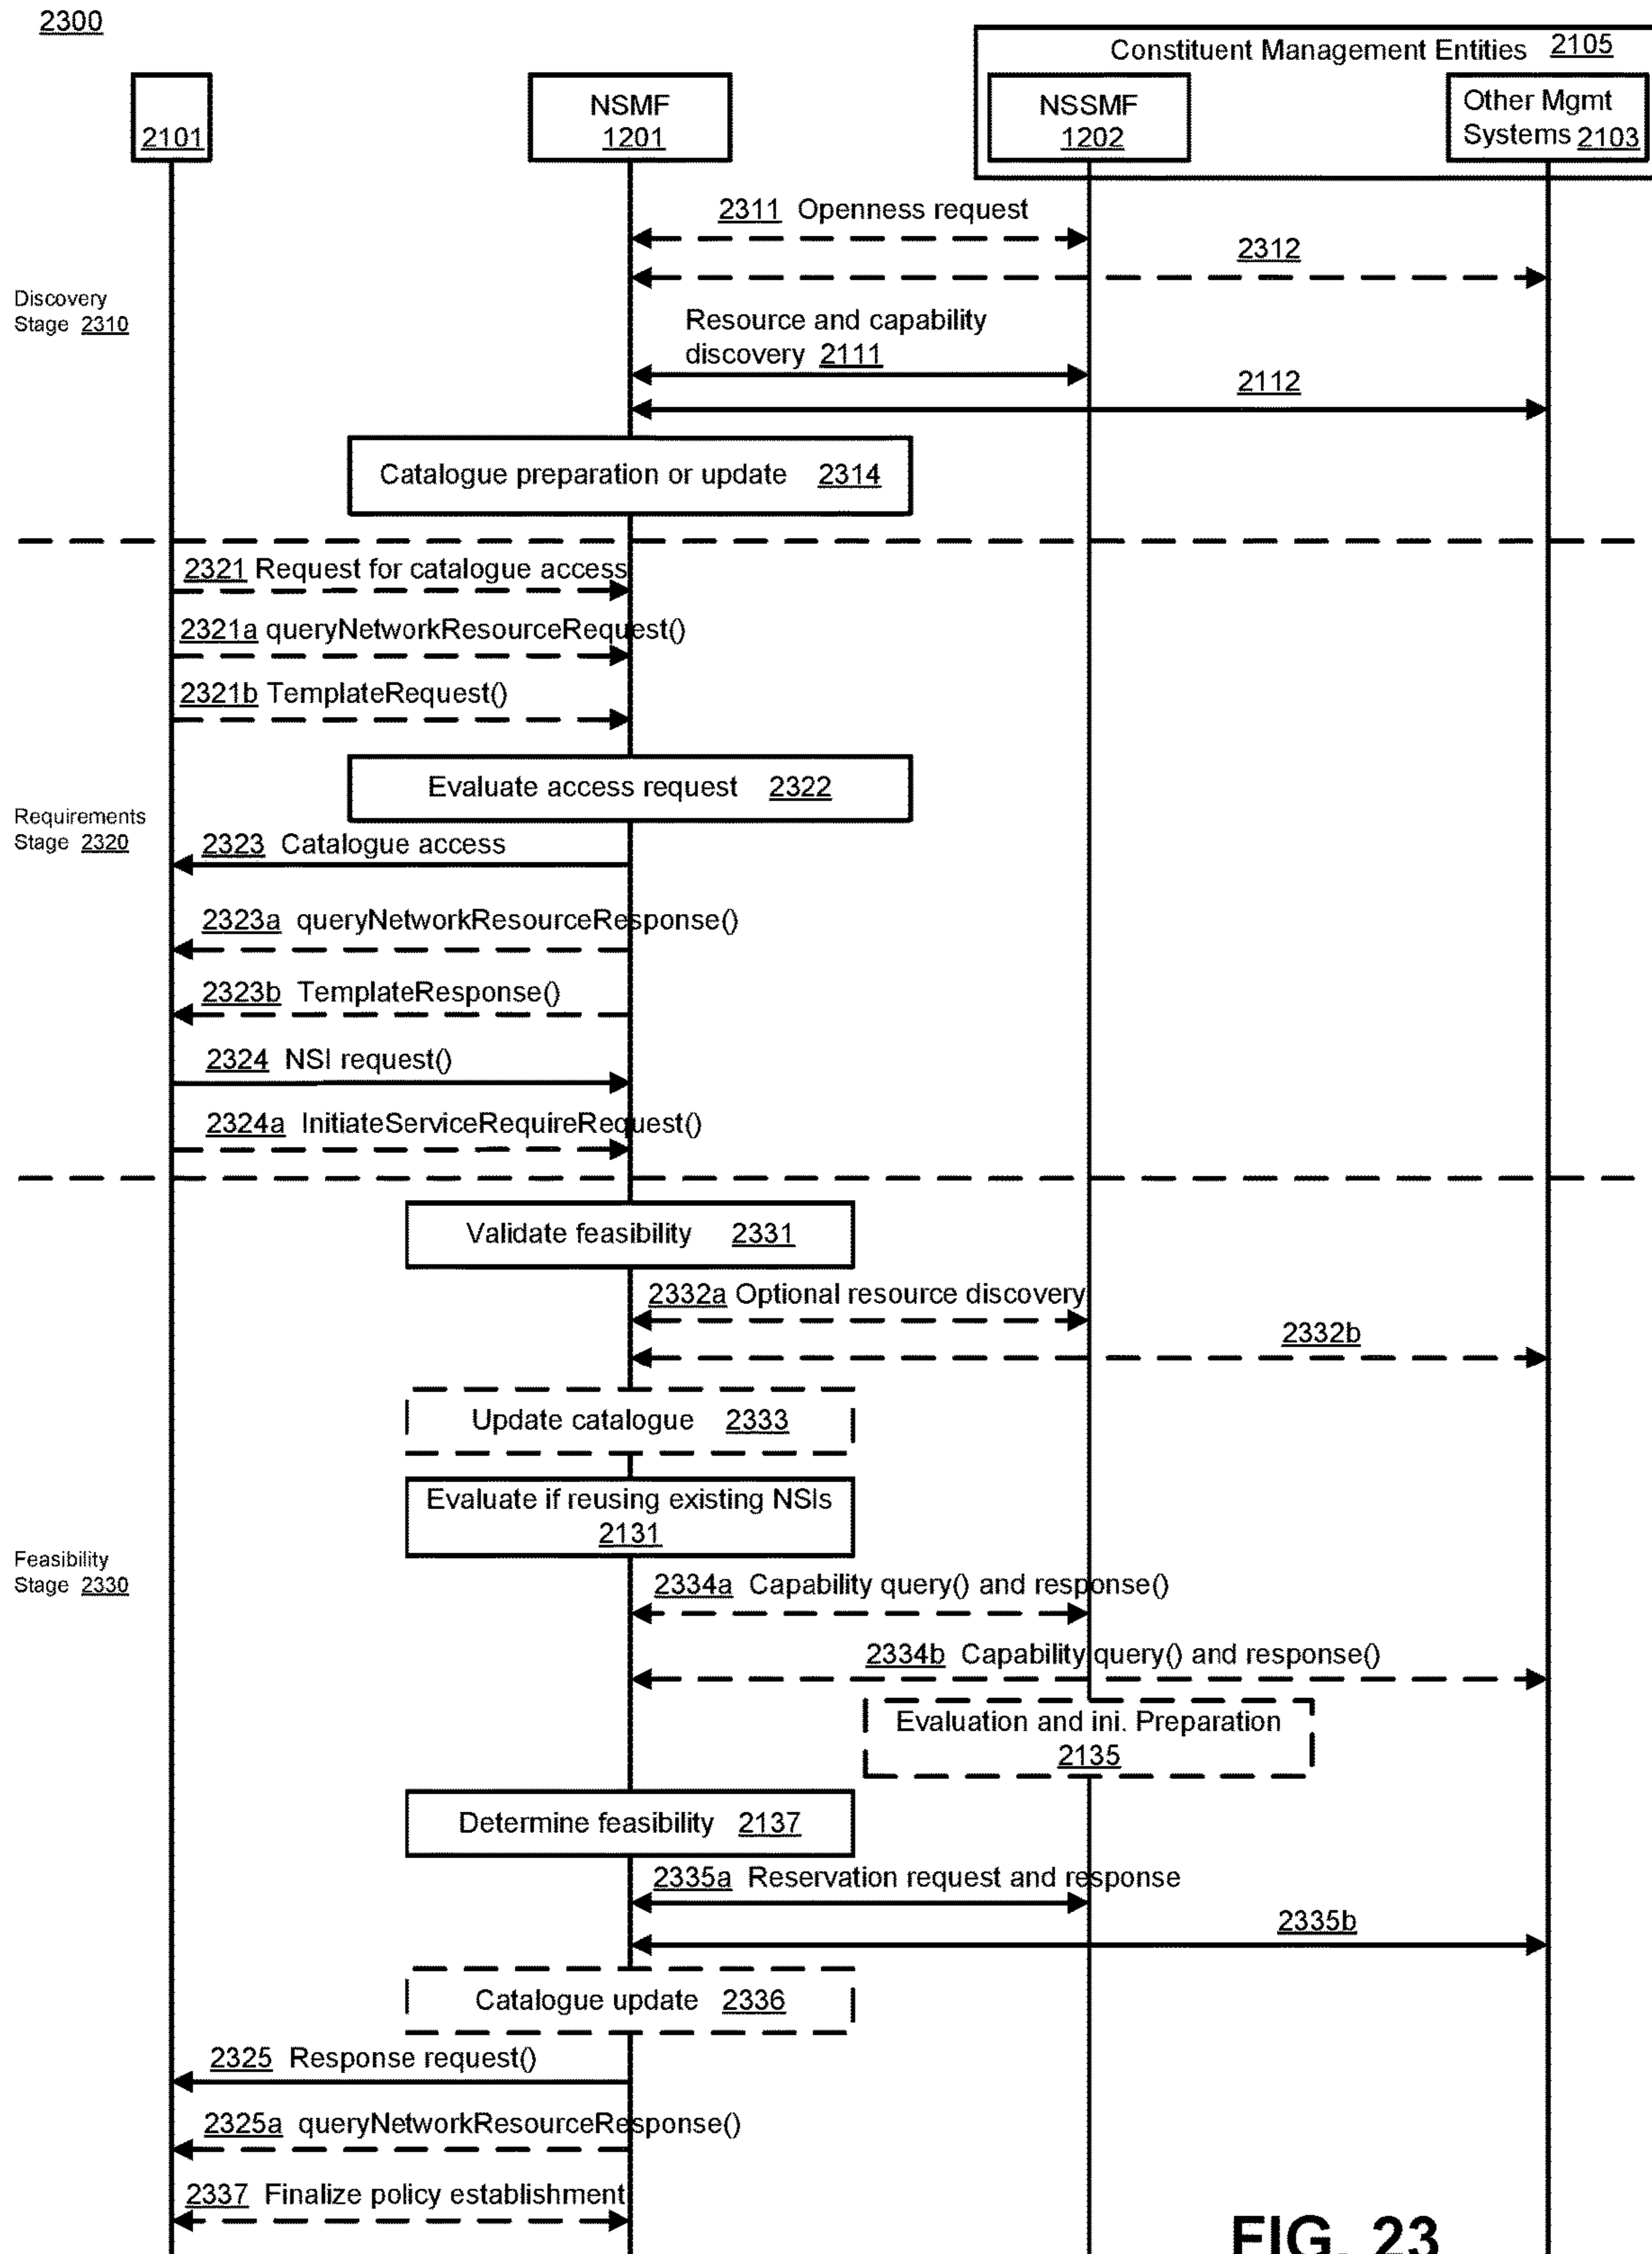 2300
Constituent Management Entities 2105
2101
NSMF
1201
NSSMF
1202
Other Mgmt
Systems 2103
2311 Openness request
2312
Discovery
Stage 2310
Resource and capability
discovery 2111
2112
Catalogue preparation or update 2314
2321 Request for catalogue access
2321a queryNetworkResourceRequest()
2321b TemplateRequest()
Evaluate access request 2322
Requirements
Stage 2320
2323 Catalogue access
2323a queryNetworkResourceResponse()
2323b TemplateResponse()
2324 NSI request()
2324a InitiateServiceRequireRequest()
Validate feasibility 2331
2332a Optional resource discovery
2332b
Update catalogue 2333
Evaluate if reusing existing NSIs
2131
Feasibility
Stage 2330
2334a Capability query() and response()
2334b Capability query() and response()
Evaluation and ini. Preparation
2135
Determine feasibility 2137
2335a Reservation request and response
2335b
Catalogue update 2336
2325 Response request()
2325a queryNetworkResourceResponse()
2337 Finalize policy establishment
FIG. 23